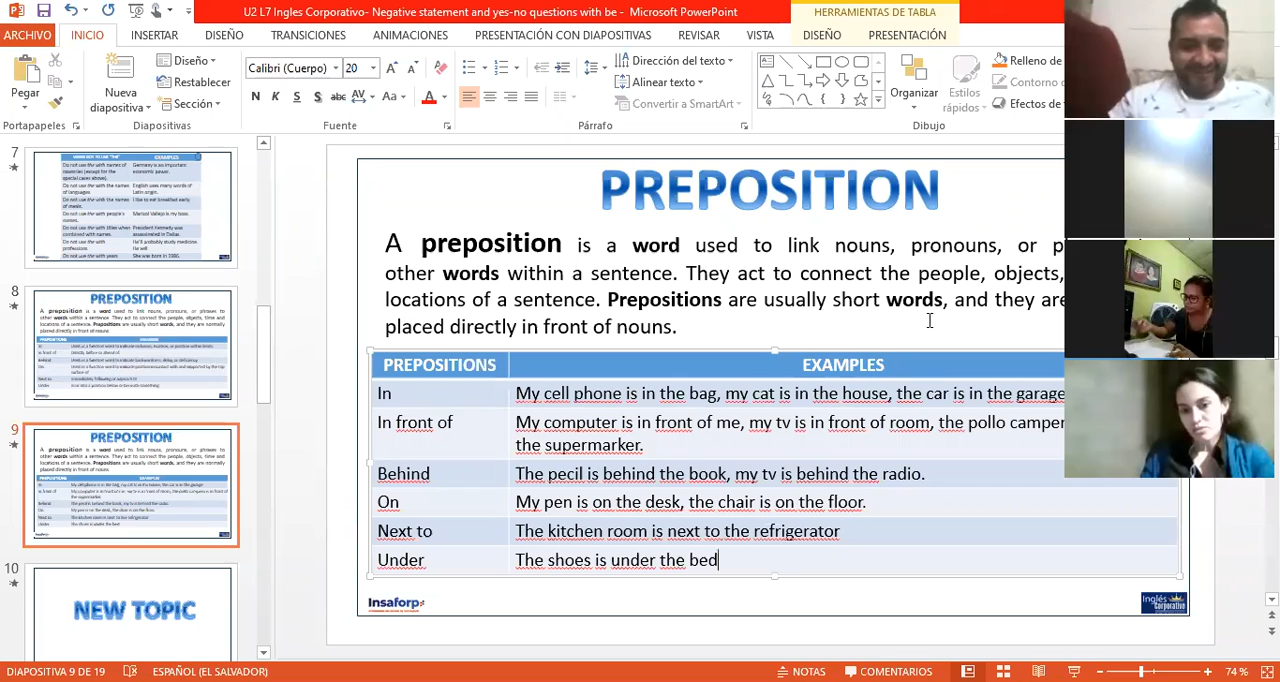 U2 L7 Ingles Corporativo- Negative statement and yes-no questions with be - Microsoft PowerPoint
HERRAMIENTAS DE TABLA
ARCHIVO INICIO INSERTAR DISEÑO TRANSICIONES ANIMACIONES PRESENTACIÓN CON DIAPOSITIVAS REVISAR VISTA DISEÑO PRESENTACIÓN
Pegar
Nueva diapositiva
Diseño
Restablecer
Sección
Calibri (Cuerpo) 20
N K S S abc AV Aa A
Dirección del texto
Alinear texto
Convertir a SmartArt
Organizar
Estilos rápidos
Relleno de
Contorno
Efectos de
Portapapeles Diapositivas Fuente Párrafo Dibujo
7
8
PREPOSITION
9
PREPOSITION
10
NEW TOPIC
PREPOSITION
A preposition is a word used to link nouns, pronouns, or p
other words within a sentence. They act to connect the people, objects,
locations of a sentence. Prepositions are usually short words, and they are
placed directly in front of nouns.
PREPOSITIONS EXAMPLES
In My cell phone is in the bag, my cat is in the house, the car is in the garage
In front of My computer is in front of me, my tv is in front of room, the pollo camper
the supermarker.
Behind The pecil is behind the book, my tv is behind the radio.
On My pen is on the desk, the chair is on the floor.
Next to The kitchen room is next to the refrigerator
Under The shoes is under the bed
Insaforp
Inglés
Corporativo
DIAPOSITIVA 9 DE 19 ESPAÑOL (EL SALVADOR) NOTAS COMENTARIOS 74 %